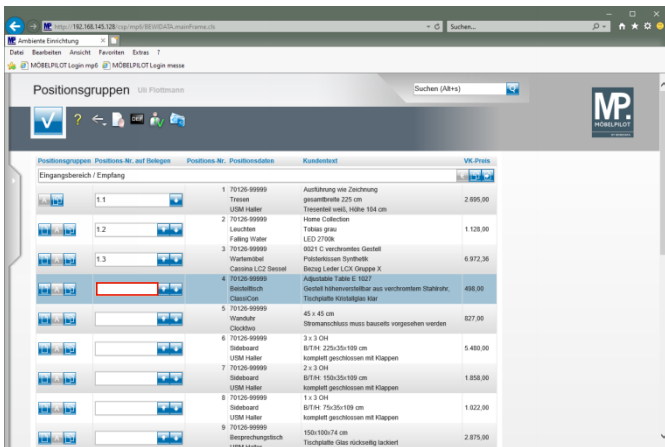 http://192.168.145.128/csp/mp6/BEWIDATA.mainFrame.cls
Suchen...
MP. Ambiente Einrichtung
Datei Bearbeiten Ansicht Favoriten Extras ?
MÖBELPILOT Login mp6 MÖBELPILOT Login messe
Positionsgruppen Uli Flottmann
Suchen (Alt+s)
MP.
MÖBELPILOT
Positionsgruppen Positions-Nr. auf Belegen Positions-Nr. Positionsdaten Kundentext VK-Preis
Eingangsbereich / Empfang
1 70126-99999 Ausführung wie Zeichnung
1.1 Tresen gesamtbreite 225 cm 2.695,00
USM Haller Tresenteil weiß, Höhe 104 cm
2 70126-99999 Home Collection
1.2 Leuchten Tobias grau 1.128,00
Falling Water LED 2700k
3 70126-99999 0021 C verchromtes Gestell
1.3 Wartemöbel Polsterkissen Synthetik 6.972,36
Cassina LC2 Sessel Bezug Leder LCX Gruppe X
4 70126-99999 Adjustable Table E 1027
Beistelltisch Gestell höhenverstellbar aus verchromtem Stahlrohr, 498,00
ClassiCon Tischplatte Kristallglas klar
5 70126-99999 45 x 45 cm
Wanduhr Stromanschluss muss bauseits vorgesehen werden 827,00
Clocktwo
6 70126-99999 3 x 3 OH
Sideboard B/T/H: 225x35x109 cm 5.480,00
USM Haller komplett geschlossen mit Klappen
7 70126-99999 2 x 3 OH
Sideboard B/T/H: 150x35x109 cm 1.858,00
USM Haller komplett geschlossen mit Klappen
8 70126-99999 1 x 3 OH
Sideboard B/T/H: 75x35x109 cm 1.022,00
USM Haller komplett geschlossen mit Klappen
9 70126-99999 150x100x74 cm
Besprechungstisch Tischplatte Glas rückseitig lackiert 2.875,00
USM Haller